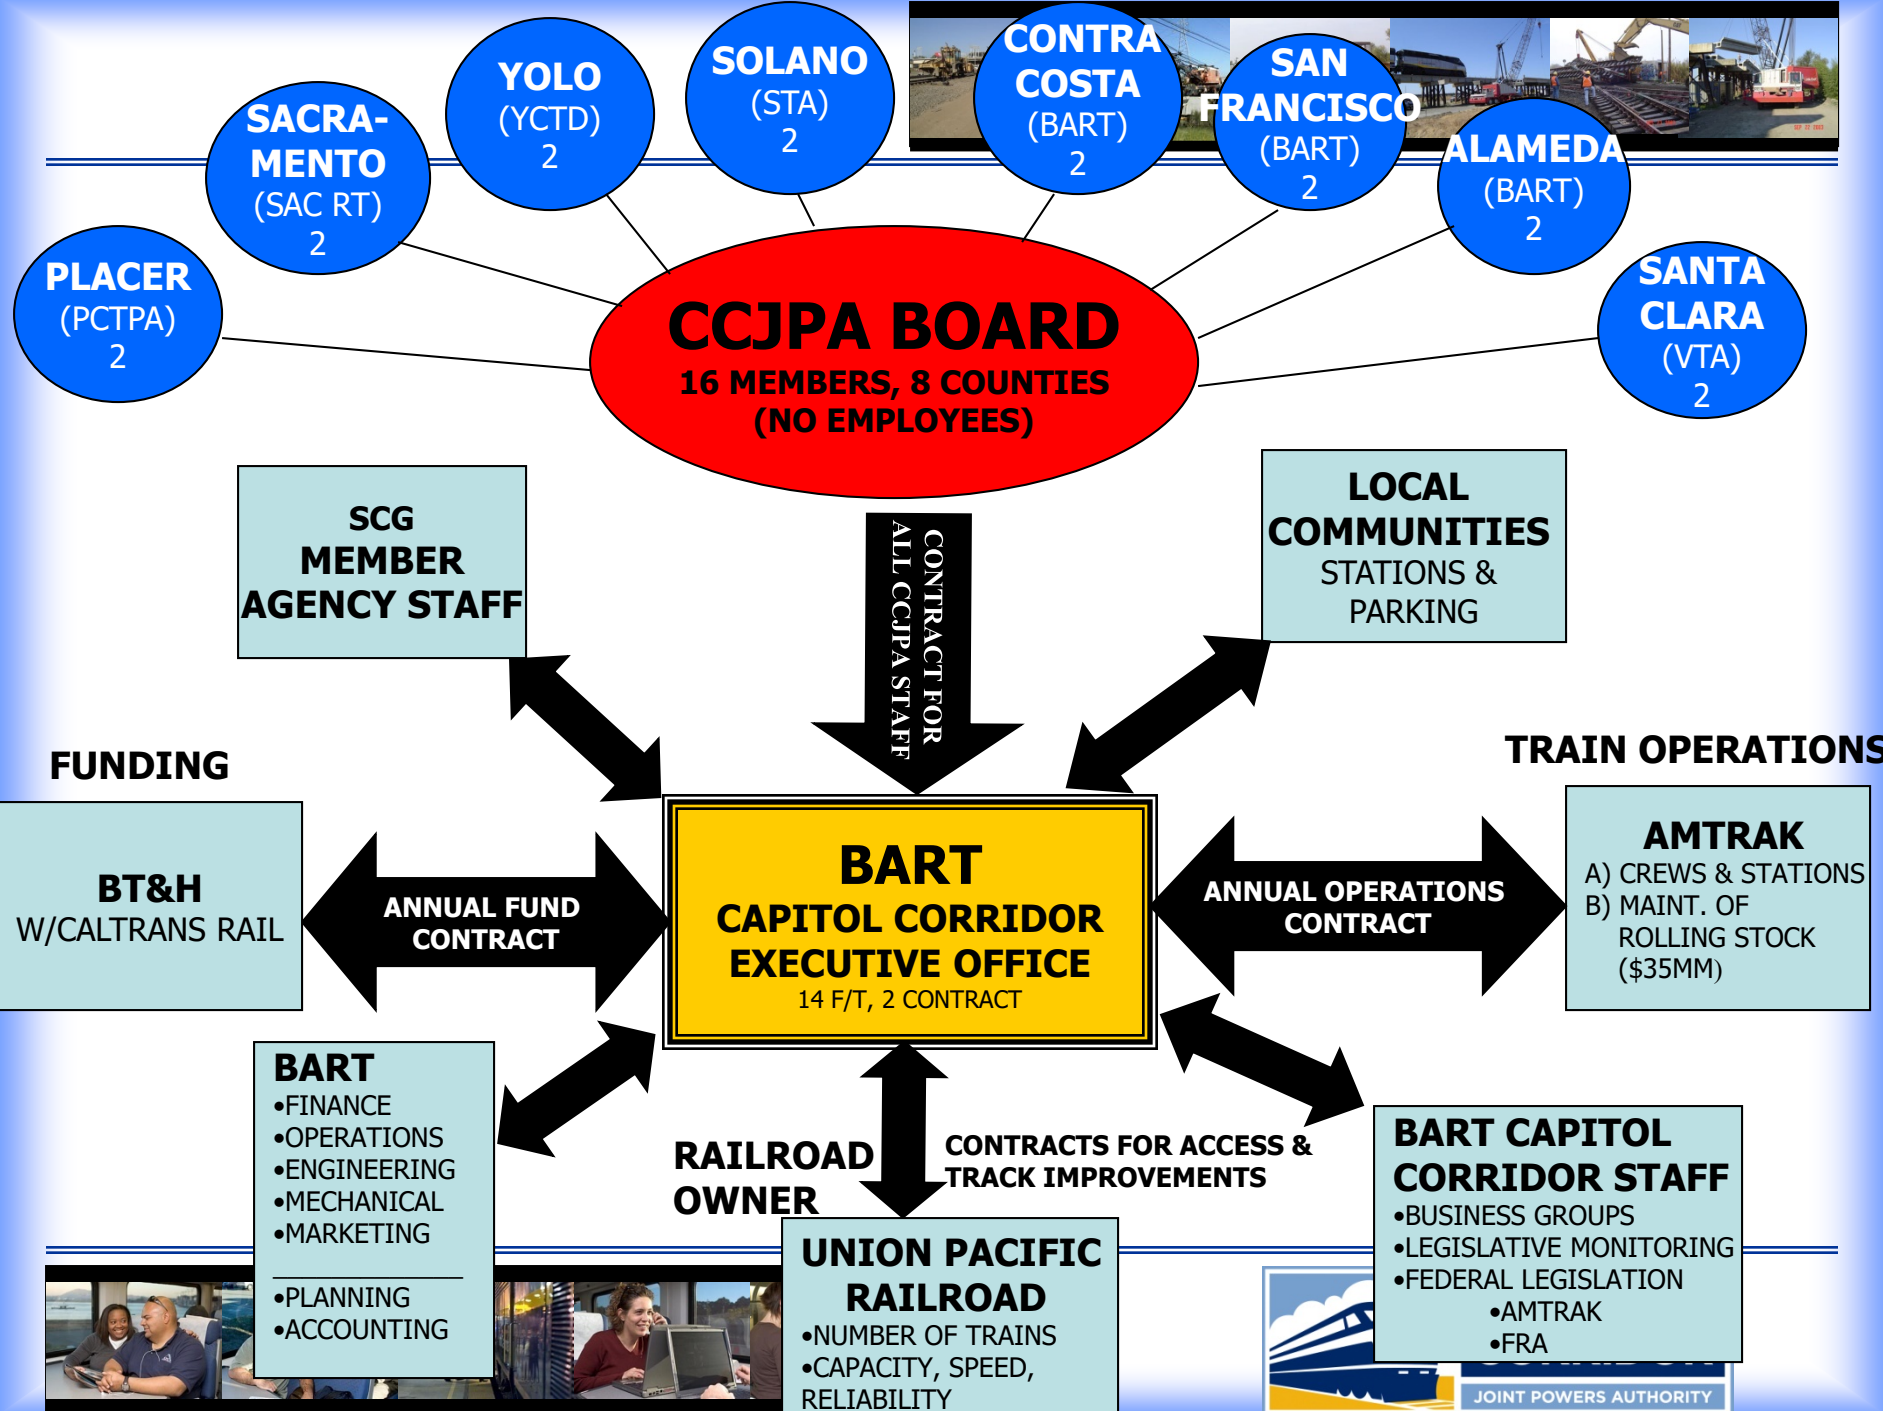 PLACER
(PCTPA)
2
SACRA-
MENTO
(SAC RT)
2
YOLO
(YCTD)
2
SOLANO
(STA)
2
CONTRA
COSTA
(BART)
2
SAN
FRANCISCO
(BART)
2
ALAMEDA
(BART)
2
SANTA
CLARA
(VTA)
2
CCJPA BOARD
16 MEMBERS, 8 COUNTIES
(NO EMPLOYEES)
SCG
MEMBER
AGENCY STAFF
CONTRACT FOR
ALL CCJPA STAFF
LOCAL
COMMUNITIES
STATIONS &
PARKING
FUNDING
BT&H
W/CALTRANS RAIL
ANNUAL FUND
CONTRACT
BART
CAPITOL CORRIDOR
EXECUTIVE OFFICE
14 F/T, 2 CONTRACT
ANNUAL OPERATIONS
CONTRACT
TRAIN OPERATIONS
AMTRAK
A) CREWS & STATIONS
B) MAINT. OF
ROLLING STOCK
($35MM)
BART
•FINANCE
•OPERATIONS
•ENGINEERING
•MECHANICAL
•MARKETING
•PLANNING
•ACCOUNTING
RAILROAD
OWNER
CONTRACTS FOR ACCESS &
TRACK IMPROVEMENTS
UNION PACIFIC
RAILROAD
•NUMBER OF TRAINS
•CAPACITY, SPEED,
RELIABILITY
BART CAPITOL
CORRIDOR STAFF
•BUSINESS GROUPS
•LEGISLATIVE MONITORING
•FEDERAL LEGISLATION
•AMTRAK
•FRA
JOINT POWERS AUTHORITY